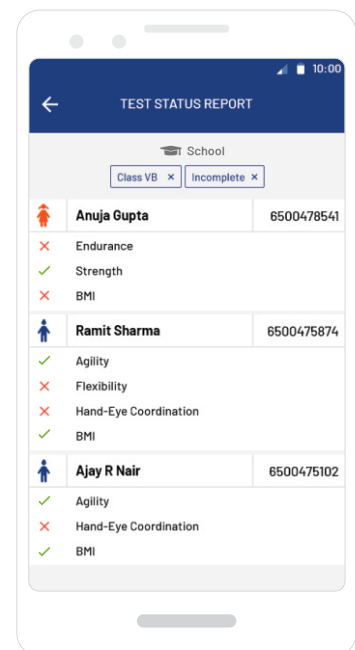 10:00
TEST STATUS REPORT
School
Class VB × Incomplete ×
Anuja Gupta 6500478541
Endurance
Strength
BMI
Ramit Sharma 6500475874
Agility
Flexibility
Hand-Eye Coordination
BMI
Ajay R Nair 6500475102
Agility
Hand-Eye Coordination
BMI